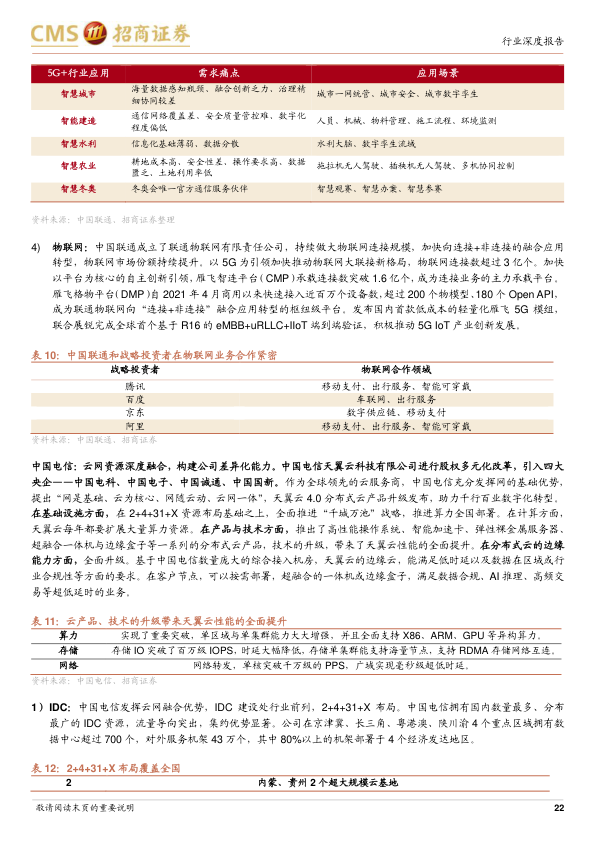 CMS 招商证券
行业深度报告
5G+行业应用 需求痛点 应用场景
智慧城市 海量数据感知瓶颈、融合创新乏力、治理精细协同较差 城市一网统管、城市安全、城市数字孪生
智能建造 通信网络覆盖差、安全质量管控难、数字化程度偏低 人员、机械、物料管理、施工流程、环境监测
智慧水利 信息化基础薄弱、数据分散 水利大脑、数字孪生流域
智慧农业 耕地成本高、安全性差、操作要求高、数据匮乏、土地利用率低 拖拉机无人驾驶、插秧机无人驾驶、多机协同控制
智慧冬奥 冬奥会唯一官方通信服务伙伴 智慧观赛、智慧办案、智慧参赛
资料来源：中国联通、招商证券整理
4) 物联网：中国联通成立了联通物联网有限责任公司，持续做大物联网连接规模，加快向连接+非连接的融合应用
转型，物联网市场份额持续提升。以 5G 为引领加快推动物联网大联接新格局，物联网连接数超过 3 亿个。加快
以平台为核心的自主创新引领，雁飞智连平台（CMP）承载连接数突破 1.6 亿个，成为连接业务的主力承载平台。
雁飞格物平台(DMP)自 2021 年 4 月商用以来快速接入近百万个设备数，超过 200 个物模型、180 个 Open API，
成为联通物联网向“连接+非连接”融合应用转型的枢纽级平台。发布国内首款低成本的轻量化雁飞 5G 模组，
联合展锐完成全球首个基于 R16 的 eMBB+uRLLC+IIoT 端到端验证，积极推动 5G IoT 产业创新发展。
表 10：中国联通和战略投资者在物联网业务合作紧密
战略投资者 物联网合作领域
腾讯 移动支付、出行服务、智能可穿戴
百度 车联网、出行服务
京东 数字供应链、移动支付
阿里 移动支付、出行服务、智能可穿戴
资料来源：中国联通、招商证券
中国电信：云网资源深度融合，构建公司差异化能力。中国电信天翼云科技有限公司进行股权多元化改革，引入四大
央企——中国电科、中国电子、中国诚通、中国国新。作为全球领先的云服务商，中国电信充分发挥网的基础优势，
提出“网是基础、云为核心，网随云动、云网一体”，天翼云 4.0 分布式云产品升级发布，助力千行百业数字化转型。
在基础设施方面，在 2+4+31+X 资源布局基础之上，全面推进“千城万池”战略，推进算力全国部署。在计算方面，
天翼云每年都要扩展大量算力资源。在产品与技术方面，推出了高性能操作系统、智能加速卡、弹性裸金属服务器、
超融合一体机与边缘盒子等一系列的分布式云产品，技术的升级，带来了天翼云性能的全面提升。在分布式云的边缘
能力方面，全面升级。基于中国电信数量庞大的综合接入机房，天翼云的边缘云，能满足低时延以及数据在区域或行
业合规性等方面的要求。在客户节点，可以按需部署，超融合的一体机或边缘盒子，满足数据合规、AI 推理、高频交
易等超低延时的业务。
表 11：云产品、技术的升级带来天翼云性能的全面提升
算力 实现了重要突破，单区域与单集群能力大大增强，并且全面支持 X86、ARM、GPU 等异构算力。
存储 存储 IO 突破了百万级 IOPS，时延大幅降低，存储单集群能支持海量节点，支持 RDMA 存储网络互连。
网络 网络转发，单核突破千万级的 PPS，广域实现毫秒级超低时延。
资料来源：中国电信、招商证券
1）IDC：中国电信发挥云网融合优势，IDC 建设处行业前列，2+4+31+X 布局。中国电信拥有国内数量最多、分布
最广的 IDC 资源，流量导向突出，集约优势显著。公司在京津冀、长三角、粤港澳、陕川渝 4 个重点区域拥有数
据中心超过 700 个，对外服务机架 43 万个，其中 80%以上的机架部署于 4 个经济发达地区。
表 12：2+4+31+X 布局覆盖全国
2 内蒙、贵州 2 个超大规模云基地
敬请阅读末页的重要说明
22